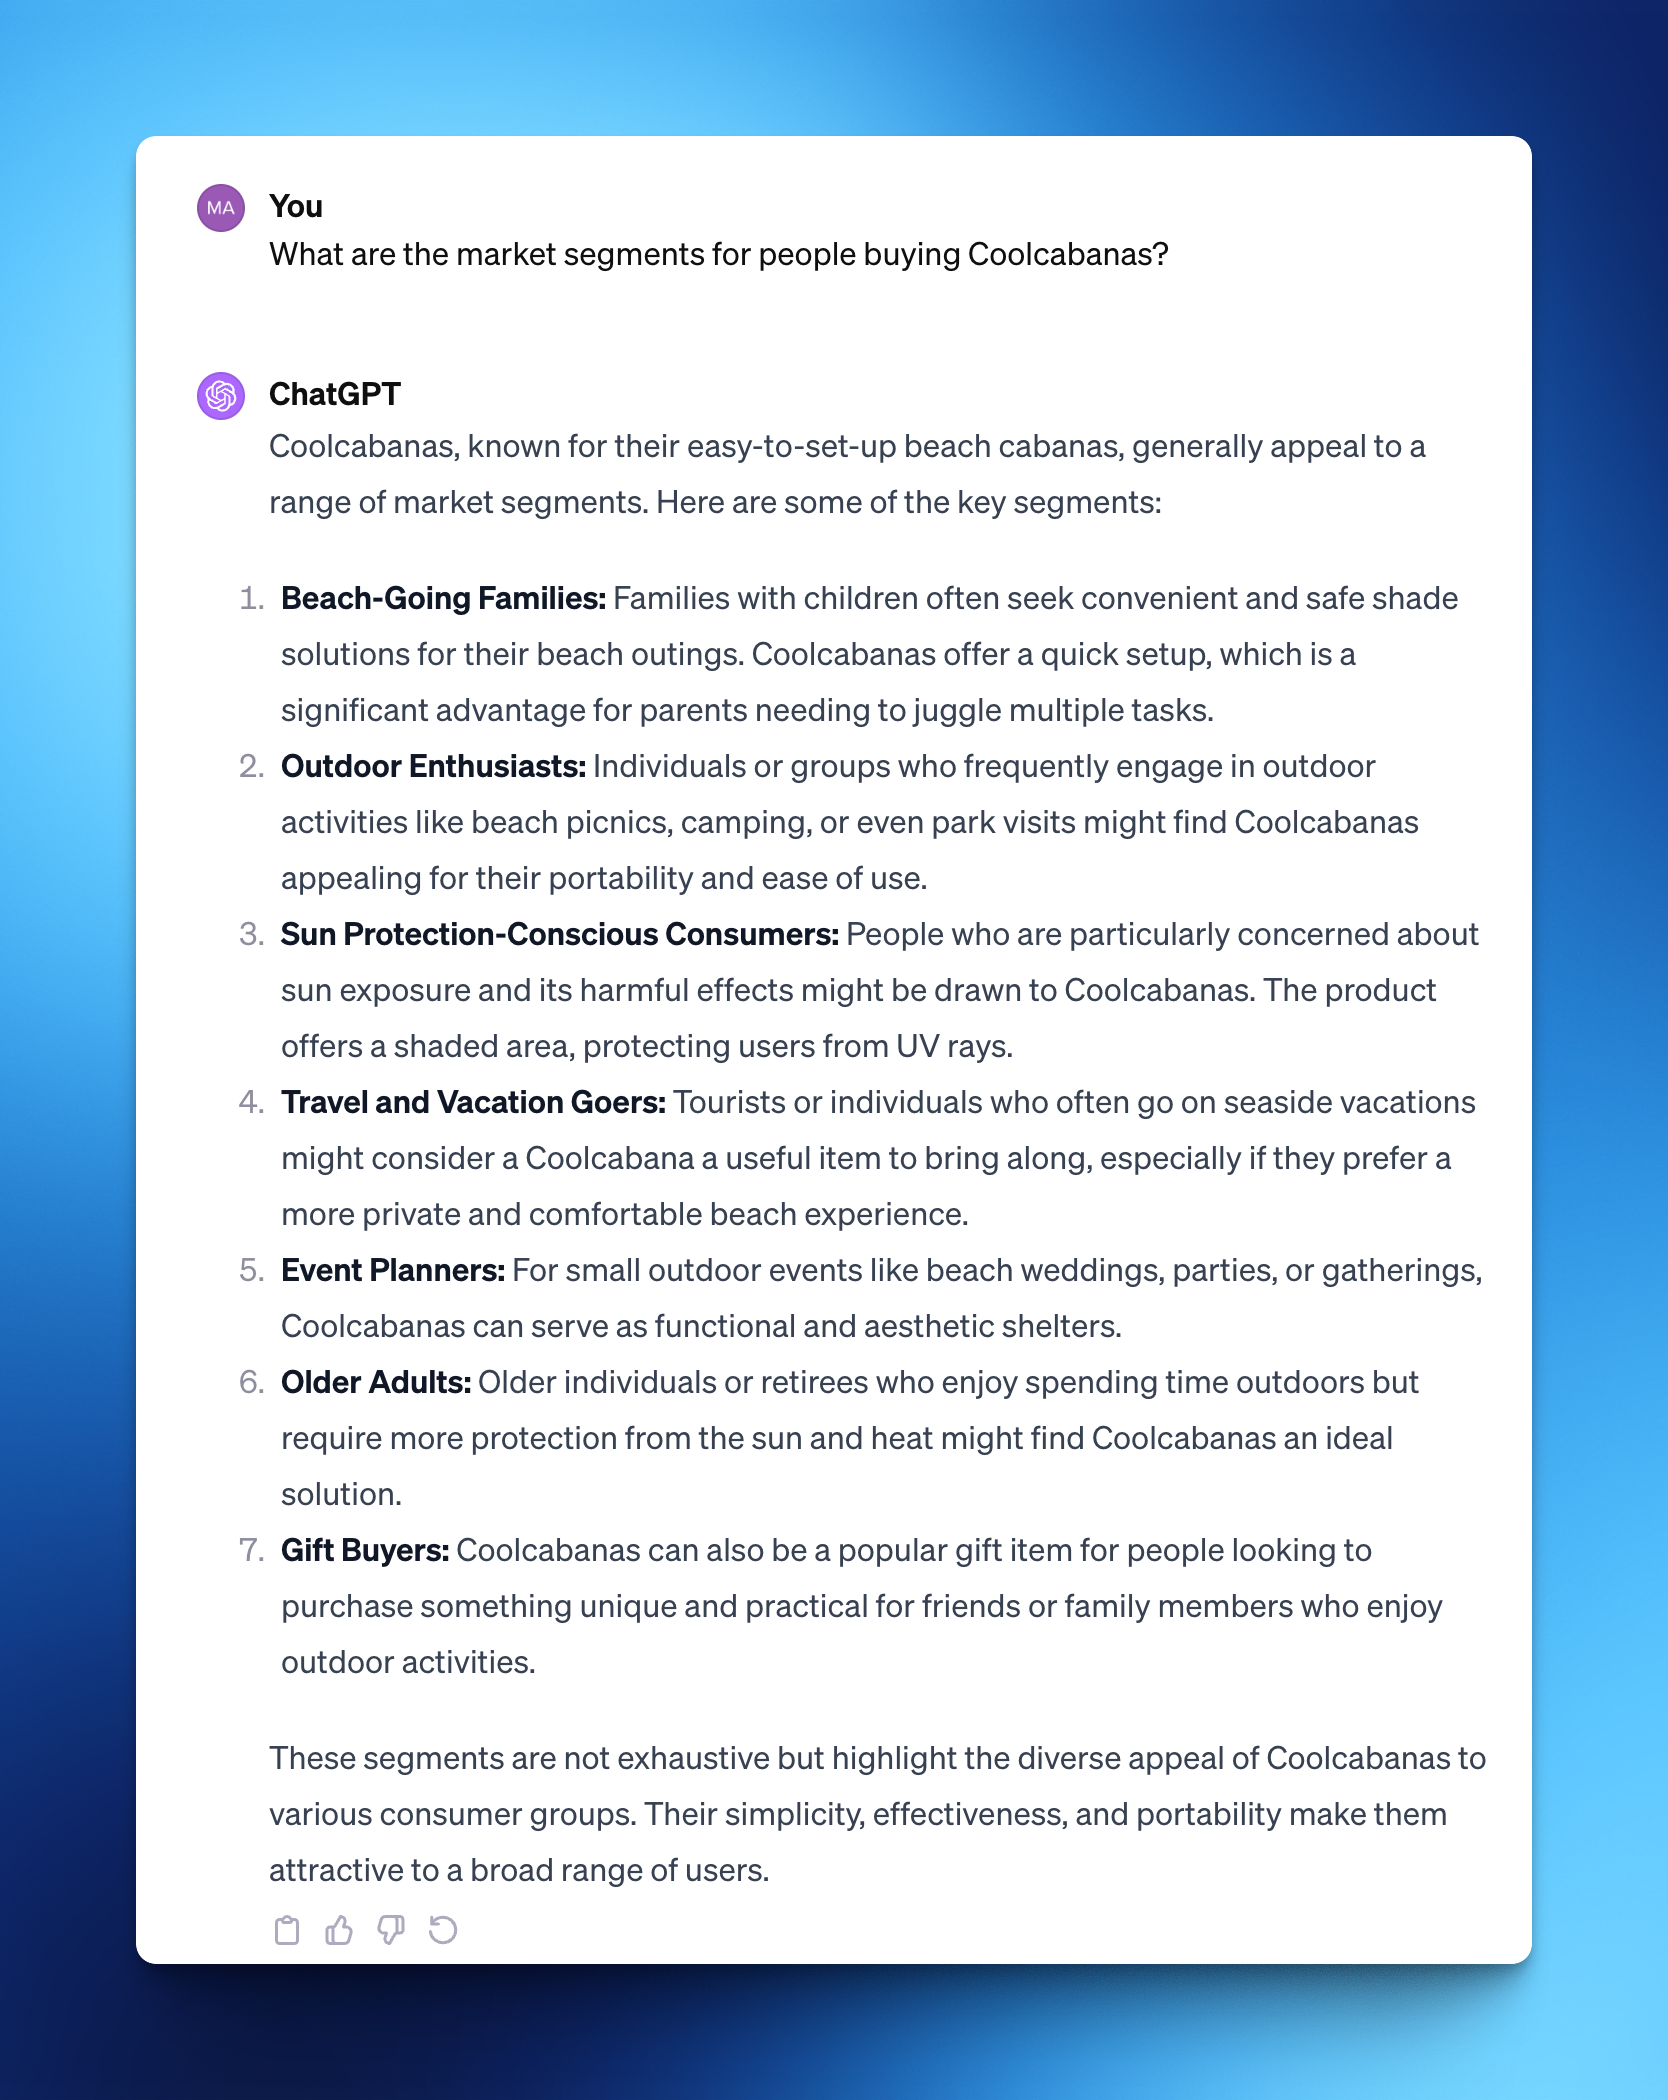 MA
You
What are the market segments for people buying Coolcabanas?
ChatGPT
Coolcabanas, known for their easy-to-set-up beach cabanas, generally appeal to a
range of market segments. Here are some of the key segments:
1. Beach-Going Families: Families with children often seek convenient and safe shade
solutions for their beach outings. Coolcabanas offer a quick setup, which is a
significant advantage for parents needing to juggle multiple tasks.
2. Outdoor Enthusiasts: Individuals or groups who frequently engage in outdoor
activities like beach picnics, camping, or even park visits might find Coolcabanas
appealing for their portability and ease of use.
3. Sun Protection-Conscious Consumers: People who are particularly concerned about
sun exposure and its harmful effects might be drawn to Coolcabanas. The product
offers a shaded area, protecting users from UV rays.
4. Travel and Vacation Goers: Tourists or individuals who often go on seaside vacations
might consider a Coolcabana a useful item to bring along, especially if they prefer a
more private and comfortable beach experience.
5. Event Planners: For small outdoor events like beach weddings, parties, or gatherings,
Coolcabanas can serve as functional and aesthetic shelters.
6. Older Adults: Older individuals or retirees who enjoy spending time outdoors but
require more protection from the sun and heat might find Coolcabanas an ideal
solution.
7. Gift Buyers: Coolcabanas can also be a popular gift item for people looking to
purchase something unique and practical for friends or family members who enjoy
outdoor activities.
These segments are not exhaustive but highlight the diverse appeal of Coolcabanas to
various consumer groups. Their simplicity, effectiveness, and portability make them
attractive to a broad range of users.